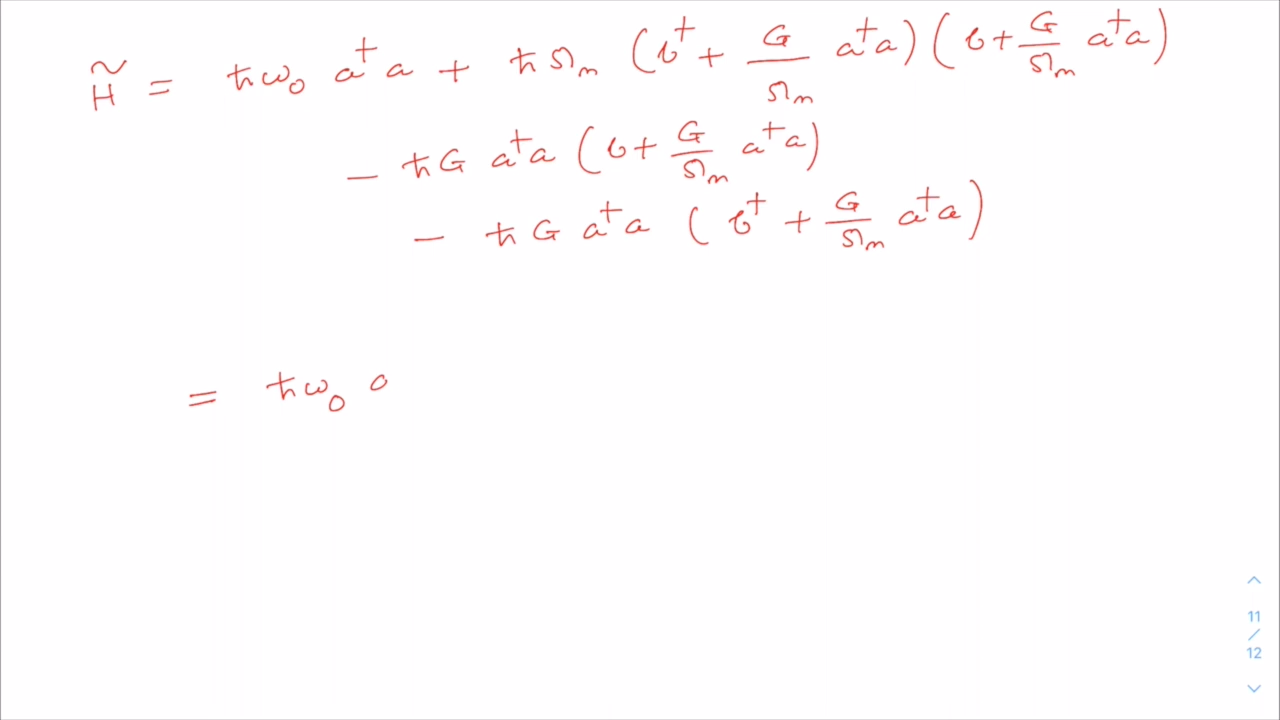 H̃ = ħω₀ a†a + ħΩₘ (b† + G/Ωₘ a†a) (b + G/Ωₘ a†a)
− ħG a†a (b + G/Ωₘ a†a)
− ħG a†a (b† + G/Ωₘ a†a)
= ħω₀ a
11
/
12